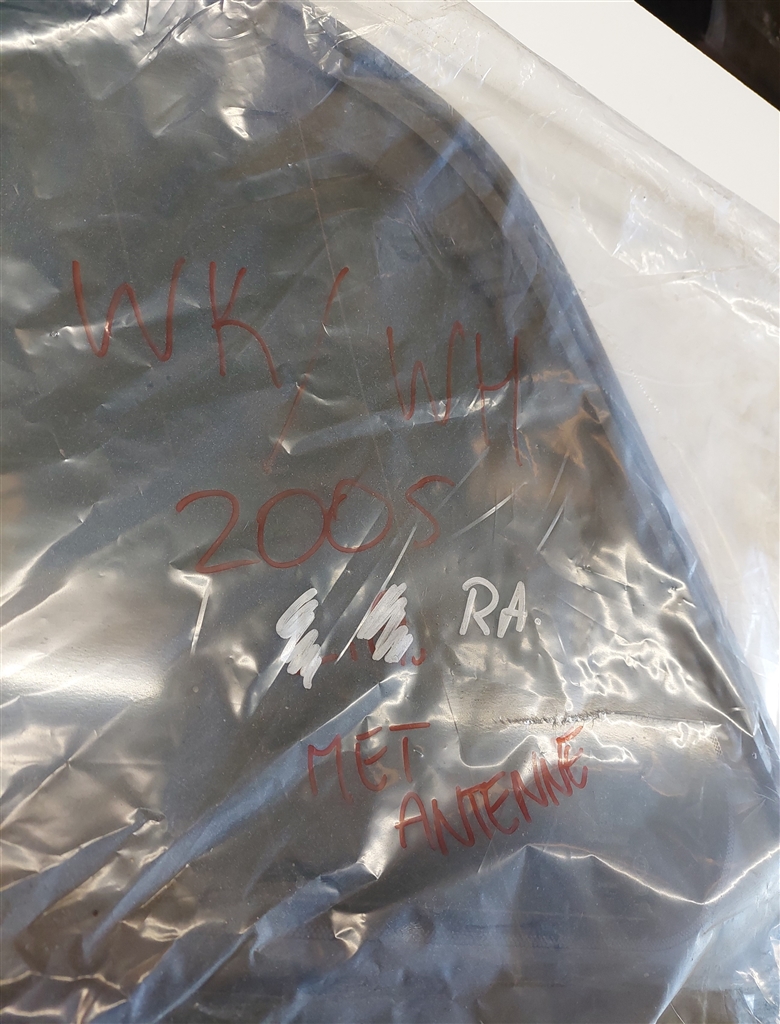 WK / WH
2005
RA.
MET
ANTENNE